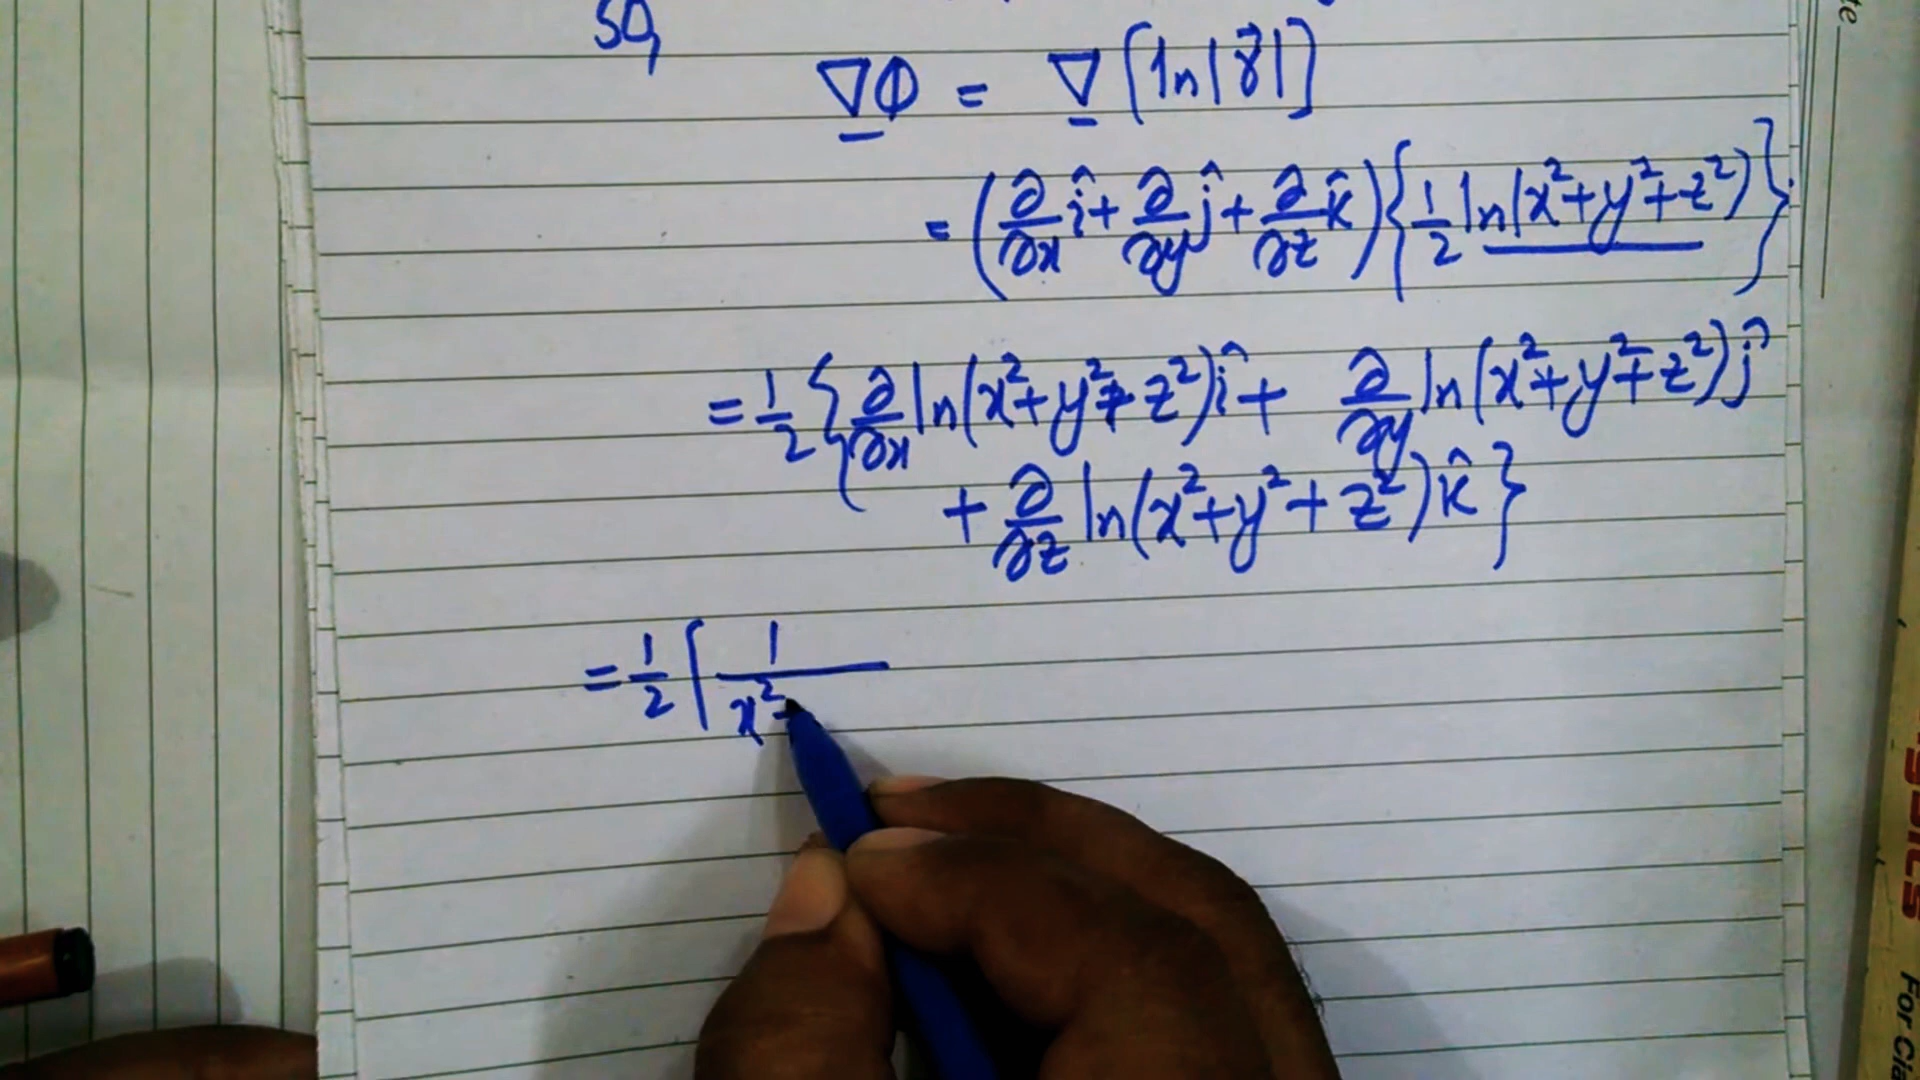 SO,
∇Φ = ∇ [ln|r⃗|]
= (∂/∂x î + ∂/∂y ĵ + ∂/∂z k̂) {1/2 ln(x²+y²+z²)}
= 1/2 {∂/∂x ln(x²+y²+z²) î + ∂/∂y ln(x²+y²+z²) ĵ
+ ∂/∂z ln(x²+y²+z²) k̂}
= 1/2 [ 1/x²